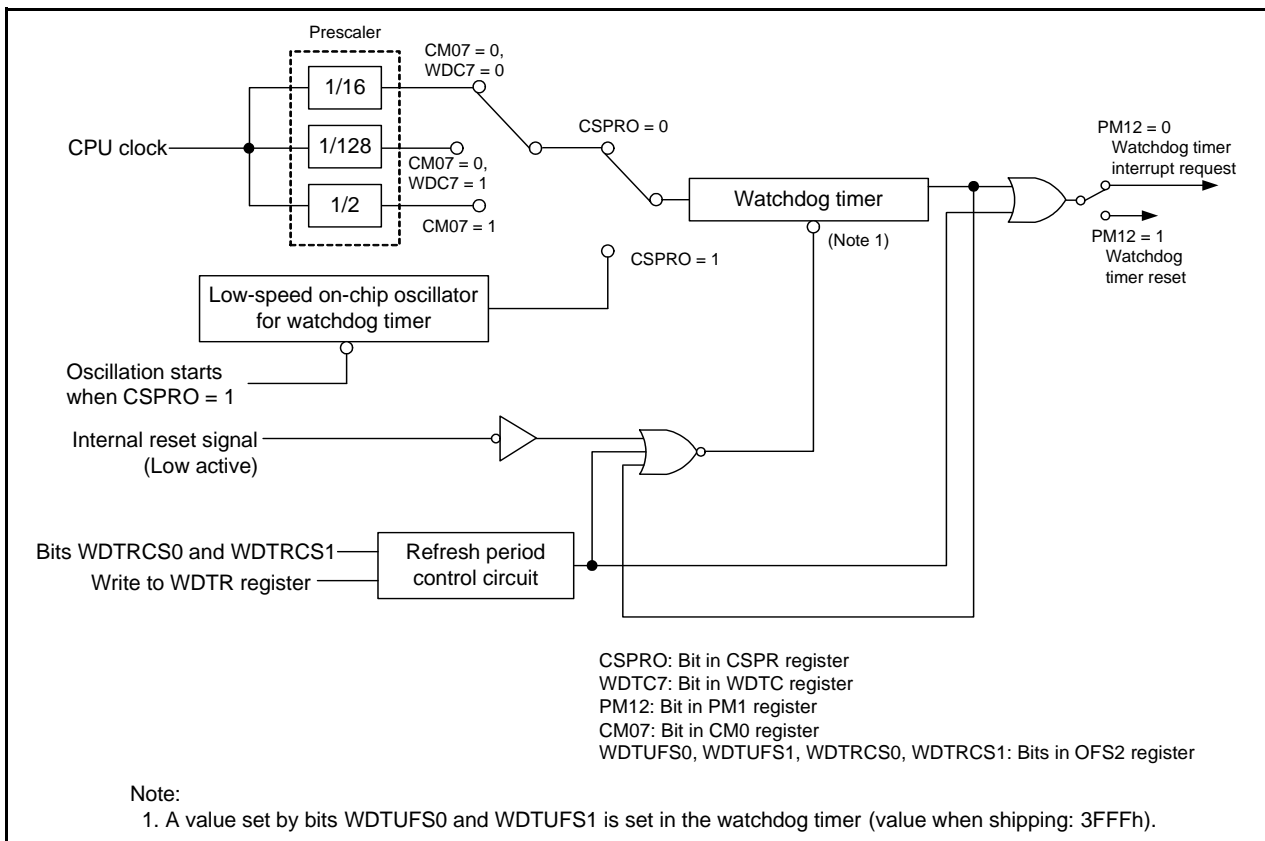 Prescaler
CM07 = 0,
WDC7 = 0
1/16
CPU clock
1/128
CM07 = 0,
WDC7 = 1
1/2
CM07 = 1
CSPRO = 0
Watchdog timer
(Note 1)
PM12 = 0
Watchdog timer
interrupt request
PM12 = 1
Watchdog
timer reset
CSPRO = 1
Low-speed on-chip oscillator
for watchdog timer
Oscillation starts
when CSPRO = 1
Internal reset signal
(Low active)
Bits WDTRCS0 and WDTRCS1
Write to WDTR register
Refresh period
control circuit
CSPRO: Bit in CSPR register
WDTC7: Bit in WDTC register
PM12: Bit in PM1 register
CM07: Bit in CM0 register
WDTUFS0, WDTUFS1, WDTRCS0, WDTRCS1: Bits in OFS2 register
Note:
1. A value set by bits WDTUFS0 and WDTUFS1 is set in the watchdog timer (value when shipping: 3FFFh).